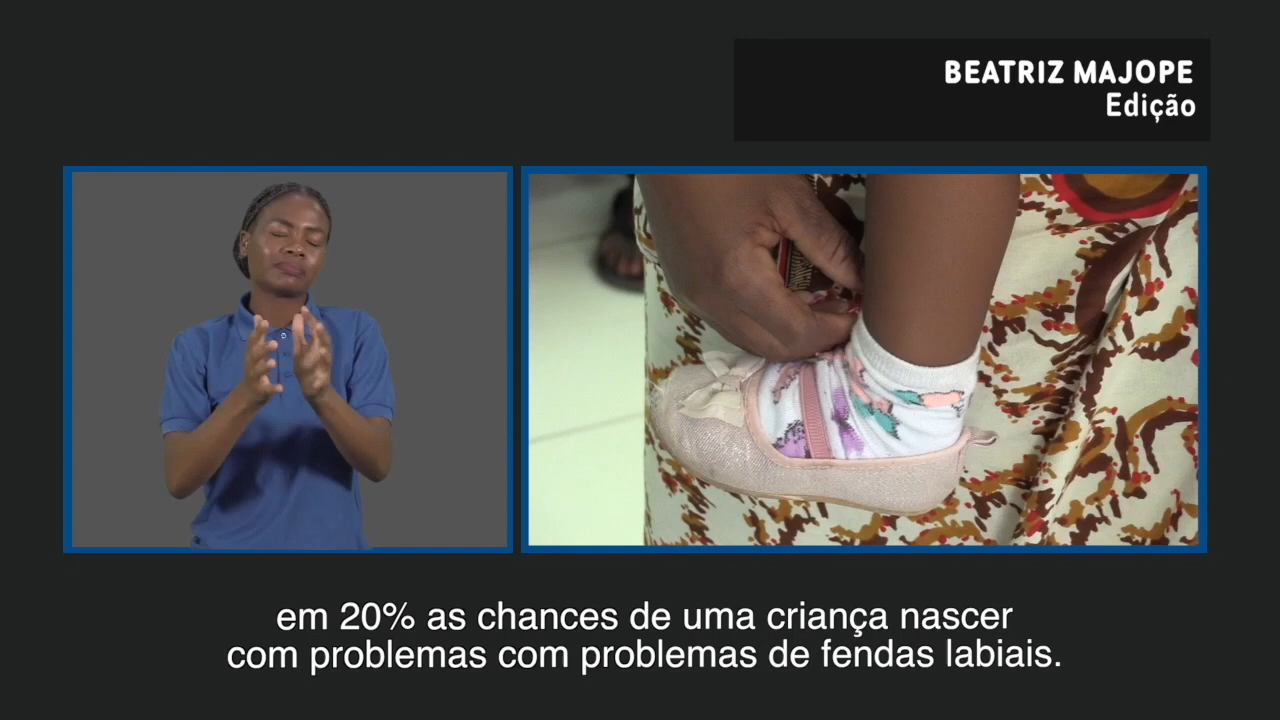 BEATRIZ MAJOPE
Edição
em 20% as chances de uma criança nascer
com problemas com problemas de fendas labiais.